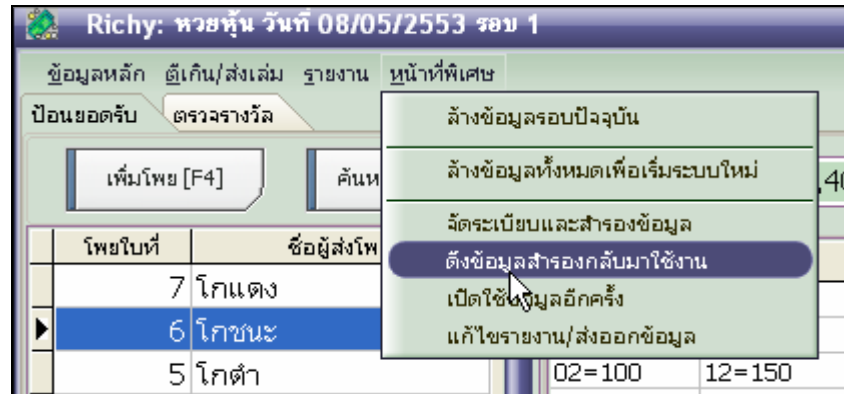 Richy: หวยหุ้น วันที่ 08/05/2553 รอบ 1
ข้อมูลหลัก ตีเกิน/ส่งเล่ม รายงาน หน้าที่พิเศษ
ป้อนยอดรับ ตรวจรางวัล
ล้างข้อมูลรอบปัจจุบัน
เพิ่มโพย [F4] ค้นห
ล้างข้อมูลทั้งหมดเพื่อเริ่มระบบใหม่
จัดระเบียบและสำรองข้อมูล
โพยใบที่ ชื่อผู้ส่งโพ
ดึงข้อมูลสำรองกลับมาใช้งาน
7 โกแดง
เปิดใช้ข้อมูลอีกครั้ง
6 โกชนะ
แก้ไขรายงาน/ส่งออกข้อมูล
5 โกดำ 02=100 12=150